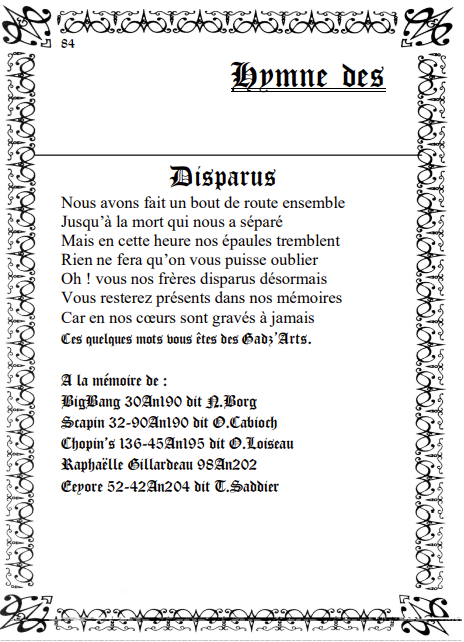 84
Hymne des
Disparus
Nous avons fait un bout de route ensemble
Jusqu'à la mort qui nous a séparé
Mais en cette heure nos épaules tremblent
Rien ne fera qu'on vous puisse oublier
Oh ! vous nos frères disparus désormais
Vous resterez présents dans nos mémoires
Car en nos cœurs sont gravés à jamais
Ces quelques mots vous êtes des Gadz'Arts.
A la mémoire de :
BigBang 30An190 dit N.Borg
Scapin 32-90An190 dit O.Cabioch
Chopin's 136-45An195 dit O.Loiseau
Raphaëlle Gillardeau 98An202
Eeyore 52-42An204 dit T.Saddier